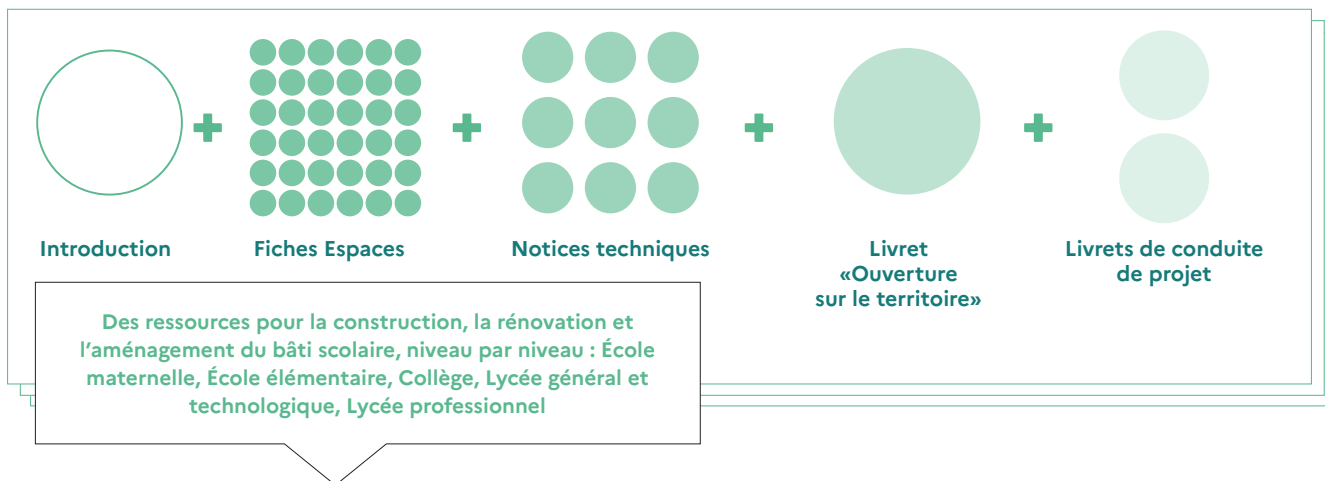 Introduction
Fiches Espaces
Notices techniques
Livret
«Ouverture
sur le territoire»
Livrets de conduite
de projet
Des ressources pour la construction, la rénovation et
l’aménagement du bâti scolaire, niveau par niveau : École
maternelle, École élémentaire, Collège, Lycée général et
technologique, Lycée professionnel